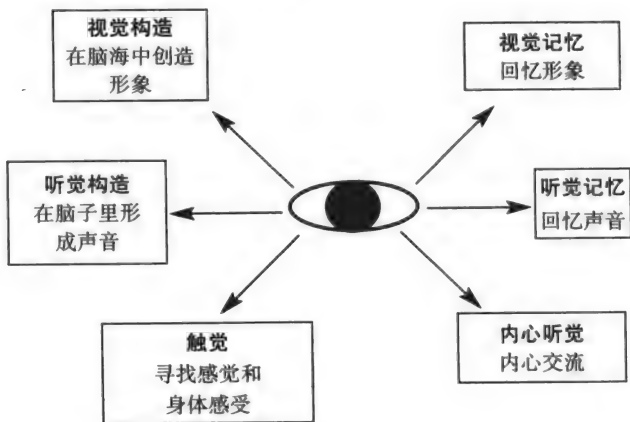 视觉构造
在脑海中创造
形象
视觉记忆
回忆形象
听觉构造
在脑子里形
成声音
听觉记忆
回忆声音
触觉
寻找感觉和
身体感受
内心听觉
内心交流